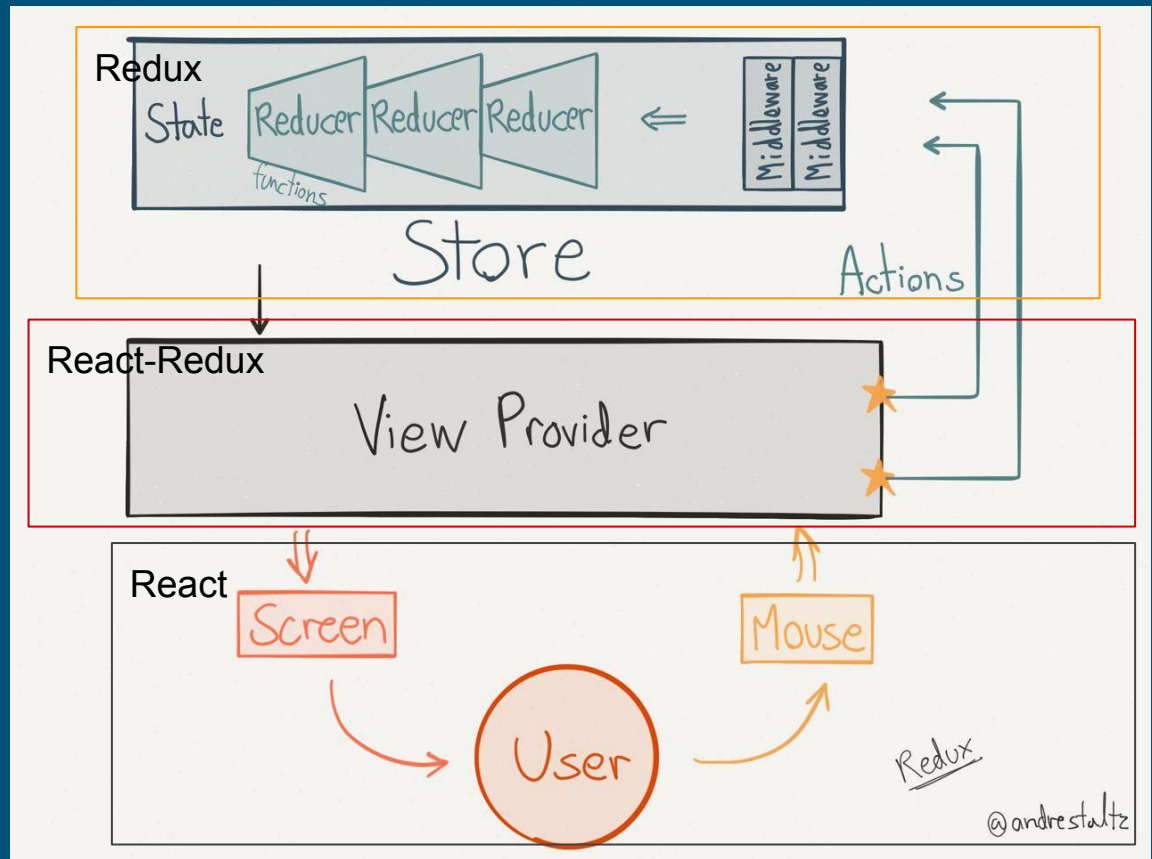 Redux
State
Reducer
Reducer
Reducer
functions
Middleware
Middleware
Store
Actions
React-Redux
View Provider
React
Screen
Mouse
User
Redux
@andrestaltz